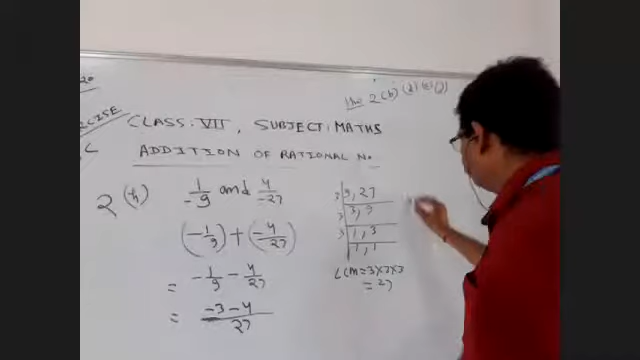 20
H.W 2 (b) (d) (e) (g)
CISE
CLASS: VII, SUBJECT: MATHS
C
ADDITION OF RATIONAL NO.
2 (h) 1/-9 and 4/-27
(-1/9) + (-4/27)
= -1/9 - 4/27
= -3-4/27
3 | 9, 27
3 | 3, 9
3 | 1, 3
1, 1
LCM = 3×3×3
= 27